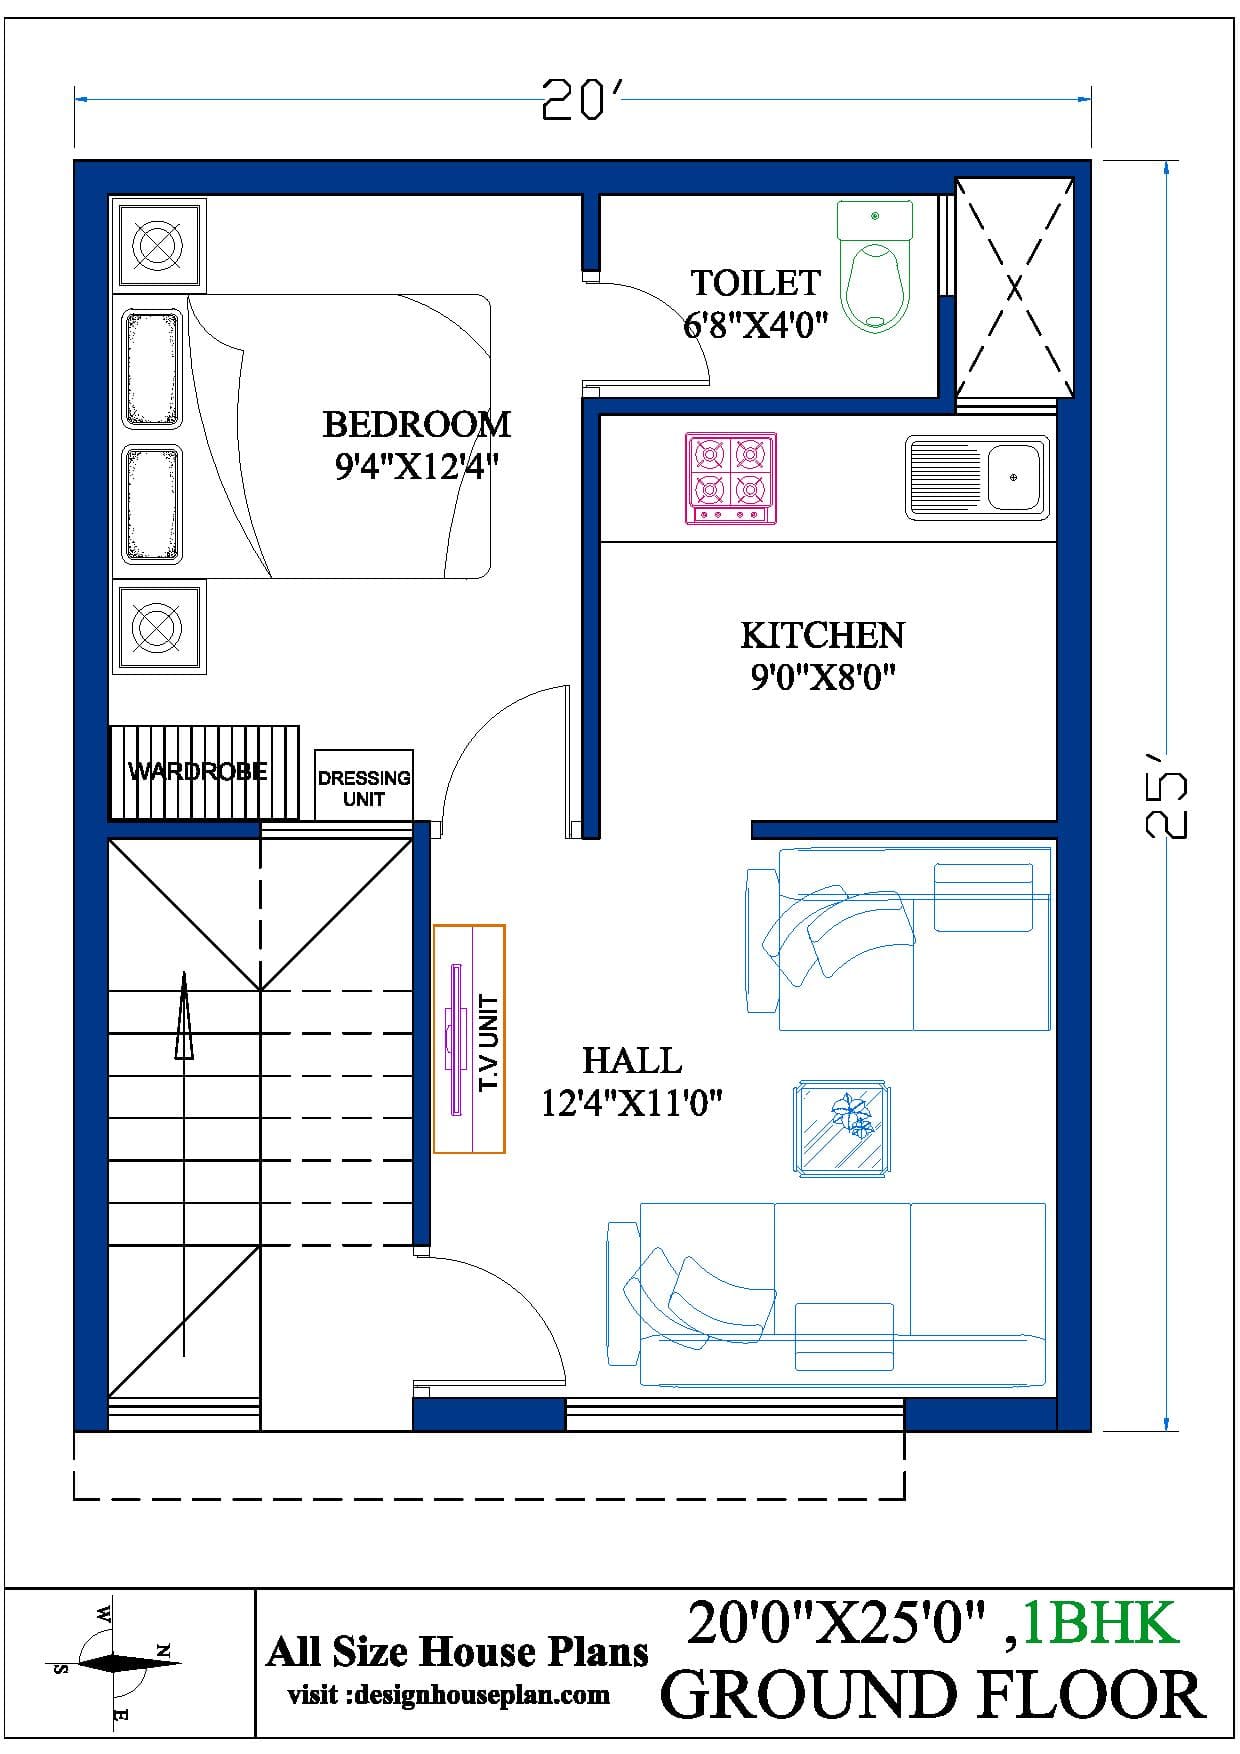 20'
TOILET
6'8"X4'0"
BEDROOM
9'4"X12'4"
KITCHEN
9'0"X8'0"
25'
WARDROBE
DRESSING
UNIT
T.V UNIT
HALL
12'4"X11'0"
W
N
S
E
All Size House Plans
visit :designhouseplan.com
20'0"X25'0" ,1BHK
GROUND FLOOR